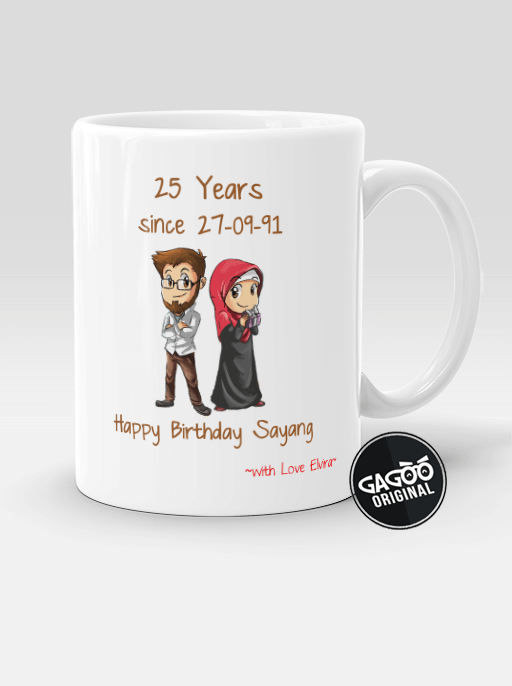 25 Years
since 27-09-91
Happy Birthday Sayang
~With Love Elvira~
GAGOO
ORIGINAL